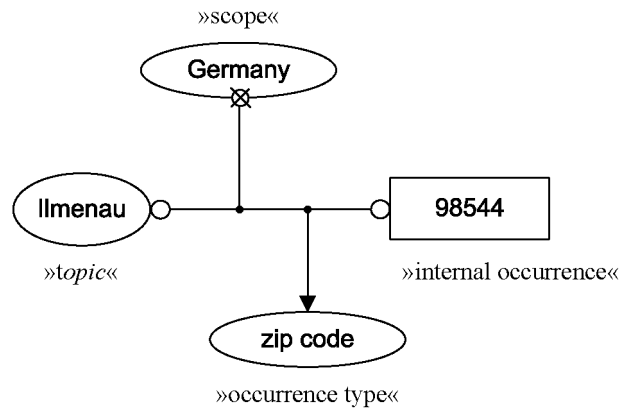 »scope«
Germany
Ilmenau
98544
»topic«
»internal occurrence«
zip code
»occurrence type«